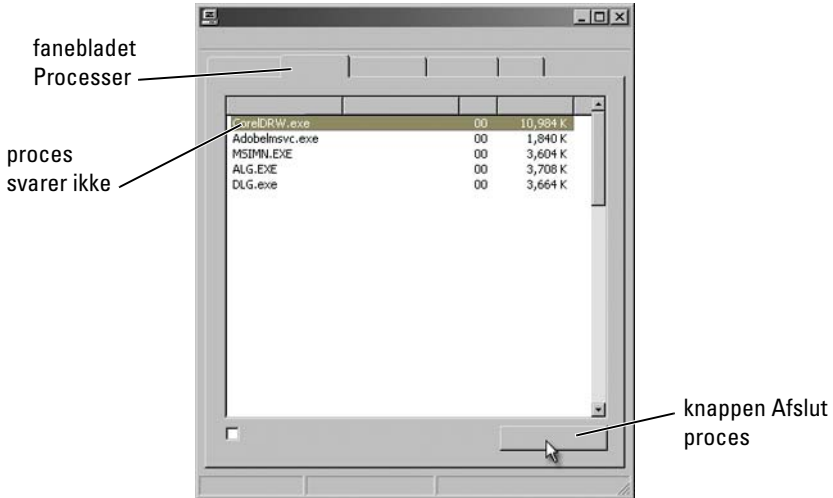 fanebladet
Processer
CorelDRW.exe 00 10,984 K
Adobelmsvc.exe 00 1,840 K
MSIMN.EXE 00 3,604 K
ALG.EXE 00 3,708 K
DLG.exe 00 3,664 K
proces
svarer ikke
knappen Afslut
proces